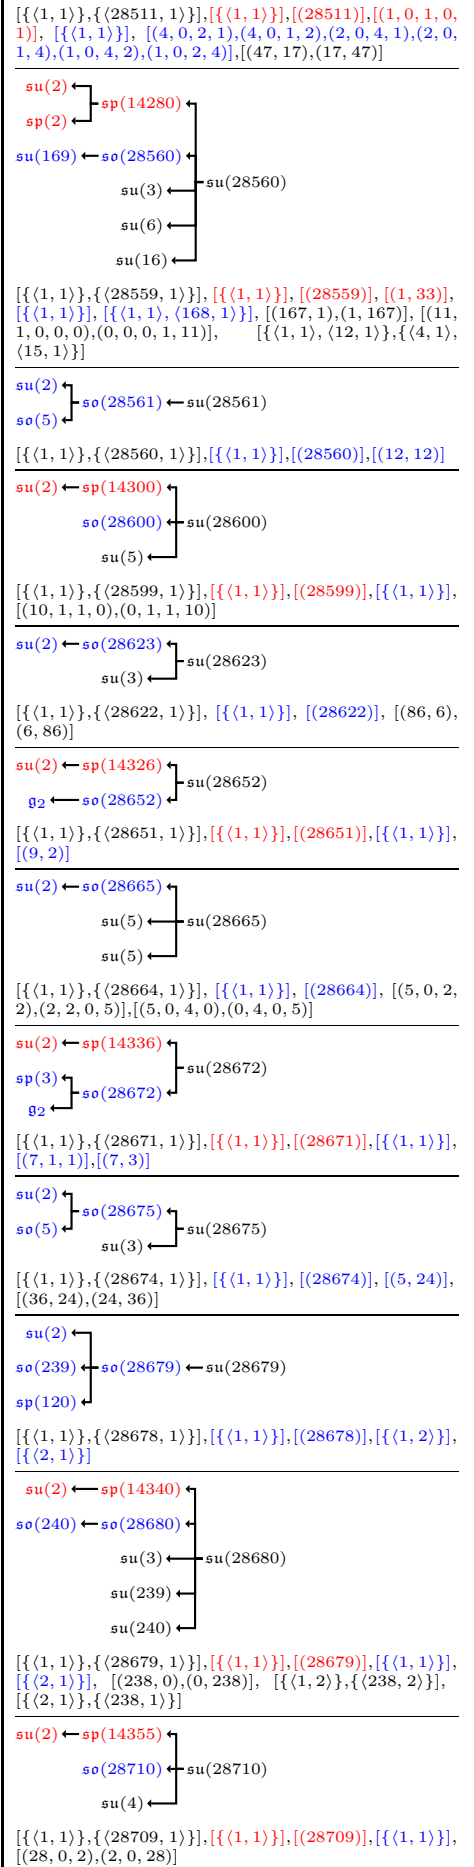 [{⟨1, 1⟩},{⟨28511, 1⟩}],[{⟨1, 1⟩}],[(28511)],[(1, 0, 1, 0,
1)], [{⟨1, 1⟩}], [(4, 0, 2, 1),(4, 0, 1, 2),(2, 0, 4, 1),(2, 0,
1, 4),(1, 0, 4, 2),(1, 0, 2, 4)],[(47, 17),(17, 47)]
𝔰𝔲(2)
𝔰𝔭(14280)
𝔰𝔭(2)
𝔰𝔲(169) 𝔰𝔬(28560)
𝔰𝔲(28560)
𝔰𝔲(3)
𝔰𝔲(6)
𝔰𝔲(16)
[{⟨1, 1⟩},{⟨28559, 1⟩}], [{⟨1, 1⟩}], [(28559)], [(1, 33)],
[{⟨1, 1⟩}], [{⟨1, 1⟩, ⟨168, 1⟩}], [(167, 1),(1, 167)], [(11,
1, 0, 0, 0),(0, 0, 0, 1, 11)], [{⟨1, 1⟩, ⟨12, 1⟩},{⟨4, 1⟩,
⟨15, 1⟩}]
𝔰𝔲(2)
𝔰𝔬(28561) 𝔰𝔲(28561)
𝔰𝔬(5)
[{⟨1, 1⟩},{⟨28560, 1⟩}],[{⟨1, 1⟩}],[(28560)],[(12, 12)]
𝔰𝔲(2) 𝔰𝔭(14300)
𝔰𝔬(28600) 𝔰𝔲(28600)
𝔰𝔲(5)
[{⟨1, 1⟩},{⟨28599, 1⟩}],[{⟨1, 1⟩}],[(28599)],[{⟨1, 1⟩}],
[(10, 1, 1, 0),(0, 1, 1, 10)]
𝔰𝔲(2) 𝔰𝔬(28623)
𝔰𝔲(28623)
𝔰𝔲(3)
[{⟨1, 1⟩},{⟨28622, 1⟩}], [{⟨1, 1⟩}], [(28622)], [(86, 6),
(6, 86)]
𝔰𝔲(2) 𝔰𝔭(14326)
𝔰𝔲(28652)
𝔤₂ 𝔰𝔬(28652)
[{⟨1, 1⟩},{⟨28651, 1⟩}],[{⟨1, 1⟩}],[(28651)],[{⟨1, 1⟩}],
[(9, 2)]
𝔰𝔲(2) 𝔰𝔬(28665)
𝔰𝔲(5) 𝔰𝔲(28665)
𝔰𝔲(5)
[{⟨1, 1⟩},{⟨28664, 1⟩}], [{⟨1, 1⟩}], [(28664)], [(5, 0, 2,
2),(2, 2, 0, 5)],[(5, 0, 4, 0),(0, 4, 0, 5)]
𝔰𝔲(2) 𝔰𝔭(14336)
𝔰𝔲(28672)
𝔰𝔭(3)
𝔰𝔬(28672)
𝔤₂
[{⟨1, 1⟩},{⟨28671, 1⟩}],[{⟨1, 1⟩}],[(28671)],[{⟨1, 1⟩}],
[(7, 1, 1)],[(7, 3)]
𝔰𝔲(2)
𝔰𝔬(28675)
𝔰𝔬(5) 𝔰𝔲(28675)
𝔰𝔲(3)
[{⟨1, 1⟩},{⟨28674, 1⟩}], [{⟨1, 1⟩}], [(28674)], [(5, 24)],
[(36, 24),(24, 36)]
𝔰𝔲(2)
𝔰𝔬(239) 𝔰𝔬(28679) 𝔰𝔲(28679)
𝔰𝔭(120)
[{⟨1, 1⟩},{⟨28678, 1⟩}],[{⟨1, 1⟩}],[(28678)],[{⟨1, 2⟩}],
[{⟨2, 1⟩}]
𝔰𝔲(2) 𝔰𝔭(14340)
𝔰𝔬(240) 𝔰𝔬(28680)
𝔰𝔲(3) 𝔰𝔲(28680)
𝔰𝔲(239)
𝔰𝔲(240)
[{⟨1, 1⟩},{⟨28679, 1⟩}],[{⟨1, 1⟩}],[(28679)],[{⟨1, 1⟩}],
[{⟨2, 1⟩}], [(238, 0),(0, 238)], [{⟨1, 2⟩},{⟨238, 2⟩}],
[{⟨2, 1⟩},{⟨238, 1⟩}]
𝔰𝔲(2) 𝔰𝔭(14355)
𝔰𝔬(28710) 𝔰𝔲(28710)
𝔰𝔲(4)
[{⟨1, 1⟩},{⟨28709, 1⟩}],[{⟨1, 1⟩}],[(28709)],[{⟨1, 1⟩}],
[(28, 0, 2),(2, 0, 28)]